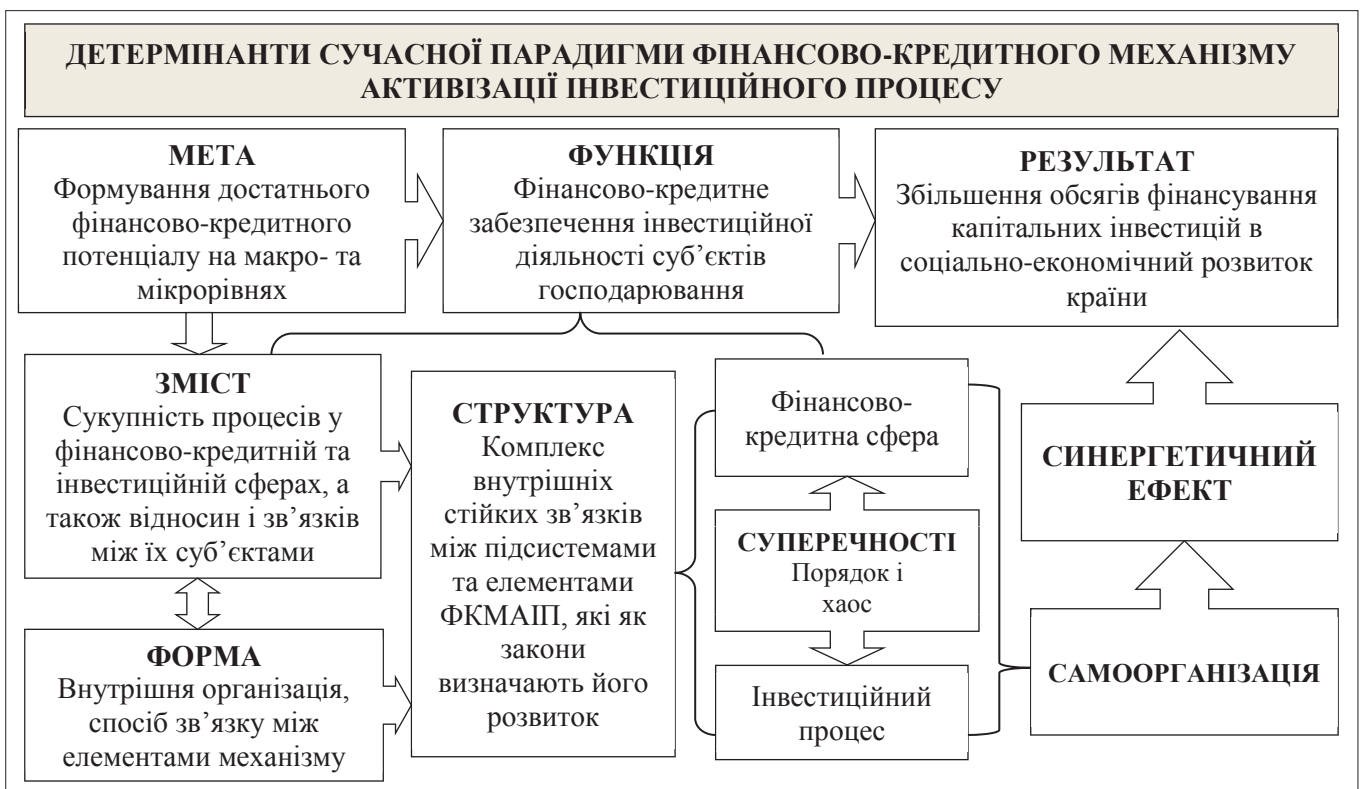 ДЕТЕРМІНАНТИ СУЧАСНОЇ ПАРАДИГМИ ФІНАНСОВО-КРЕДИТНОГО МЕХАНІЗМУ
АКТИВІЗАЦІЇ ІНВЕСТИЦІЙНОГО ПРОЦЕСУ
МЕТА
Формування достатнього
фінансово-кредитного
потенціалу на макро- та
мікрорівнях
ФУНКЦІЯ
Фінансово-кредитне
забезпечення інвестиційної
діяльності суб’єктів
господарювання
РЕЗУЛЬТАТ
Збільшення обсягів фінансування
капітальних інвестицій в
соціально-економічний розвиток
країни
ЗМІСТ
Сукупність процесів у
фінансово-кредитній та
інвестиційній сферах, а
також відносин і зв’язків
між їх суб’єктами
СТРУКТУРА
Комплекс
внутрішніх
стійких зв’язків
між підсистемами
та елементами
ФКМАІП, які як
закони
визначають його
розвиток
Фінансово-
кредитна сфера
СУПЕРЕЧНОСТІ
Порядок і
хаос
Інвестиційний
процес
СИНЕРГЕТИЧНИЙ
ЕФЕКТ
САМООРГАНІЗАЦІЯ
ФОРМА
Внутрішня організація,
спосіб зв’язку між
елементами механізму